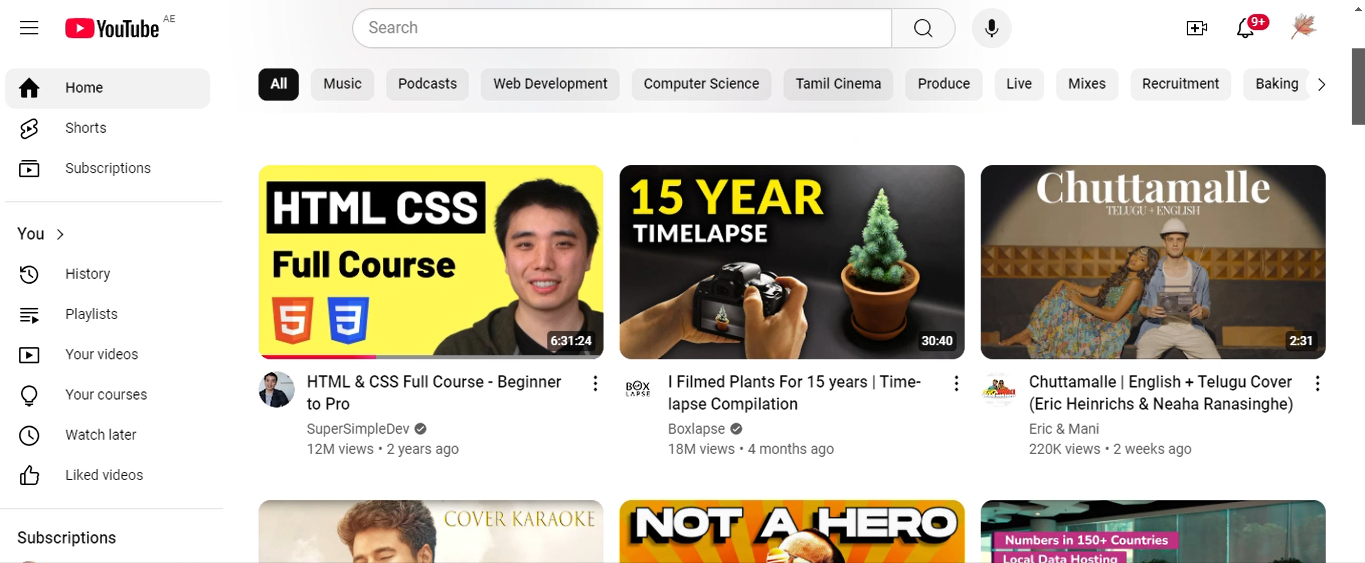 YouTube AE
Search
9+
Home
Shorts
Subscriptions
You
History
Playlists
Your videos
Your courses
Watch later
Liked videos
Subscriptions
All
Music
Podcasts
Web Development
Computer Science
Tamil Cinema
Produce
Live
Mixes
Recruitment
Baking
HTML CSS
Full Course
5
3
6:31:24
HTML & CSS Full Course - Beginner
to Pro
SuperSimpleDev
12M views • 2 years ago
15 YEAR
TIMELAPSE
30:40
BOX
LAPSE
I Filmed Plants For 15 years | Time-
lapse Compilation
Boxlapse
18M views • 4 months ago
Chuttamalle
TELUGU + ENGLISH
2:31
Chuttamalle | English + Telugu Cover
(Eric Heinrichs & Neaha Ranasinghe)
Eric & Mani
220K views • 2 weeks ago
COVER KARAOKE
NOT A HERO
Numbers in 150+ Countries
Local Data Hosting